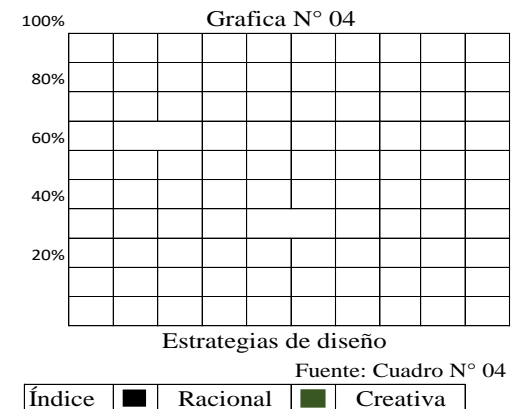 Grafica N° 04
100%
80%
60%
40%
20%
Estrategias de diseño
Fuente: Cuadro N° 04
Índice Racional Creativa